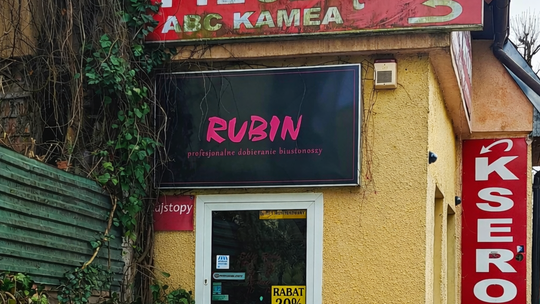 ABC KAMEA
RUBIN
profesjonalne dobieranie biustonoszy
ajstopy
KSERO
RABAT
20%